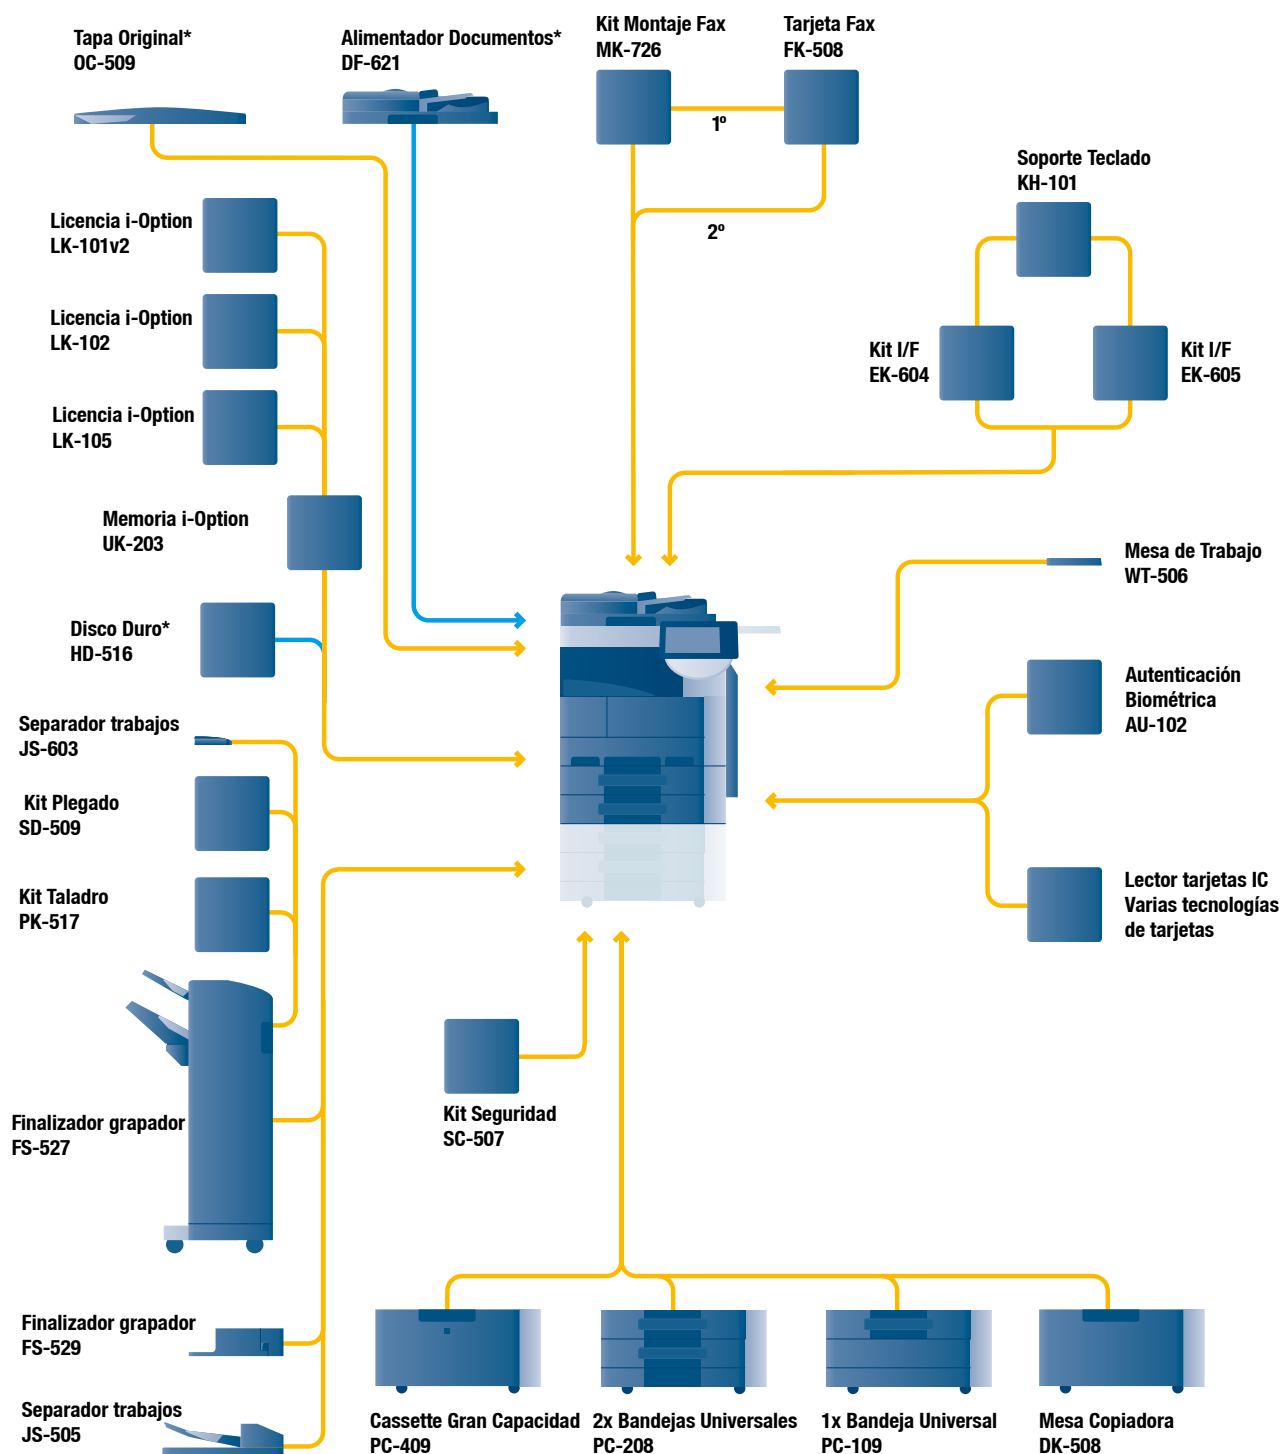 Tapa Original*
OC-509
Alimentador Documentos*
DF-621
Kit Montaje Fax
MK-726
Tarjeta Fax
FK-508
1º
2º
Soporte Teclado
KH-101
Kit I/F
EK-604
Kit I/F
EK-605
Licencia i-Option
LK-101v2
Licencia i-Option
LK-102
Licencia i-Option
LK-105
Memoria i-Option
UK-203
Disco Duro*
HD-516
Mesa de Trabajo
WT-506
Autenticación
Biométrica
AU-102
Lector tarjetas IC
Varias tecnologías
de tarjetas
Separador trabajos
JS-603
Kit Plegado
SD-509
Kit Taladro
PK-517
Finalizador grapador
FS-527
Kit Seguridad
SC-507
Finalizador grapador
FS-529
Separador trabajos
JS-505
Cassette Gran Capacidad
PC-409
2x Bandejas Universales
PC-208
1x Bandeja Universal
PC-109
Mesa Copiadora
DK-508